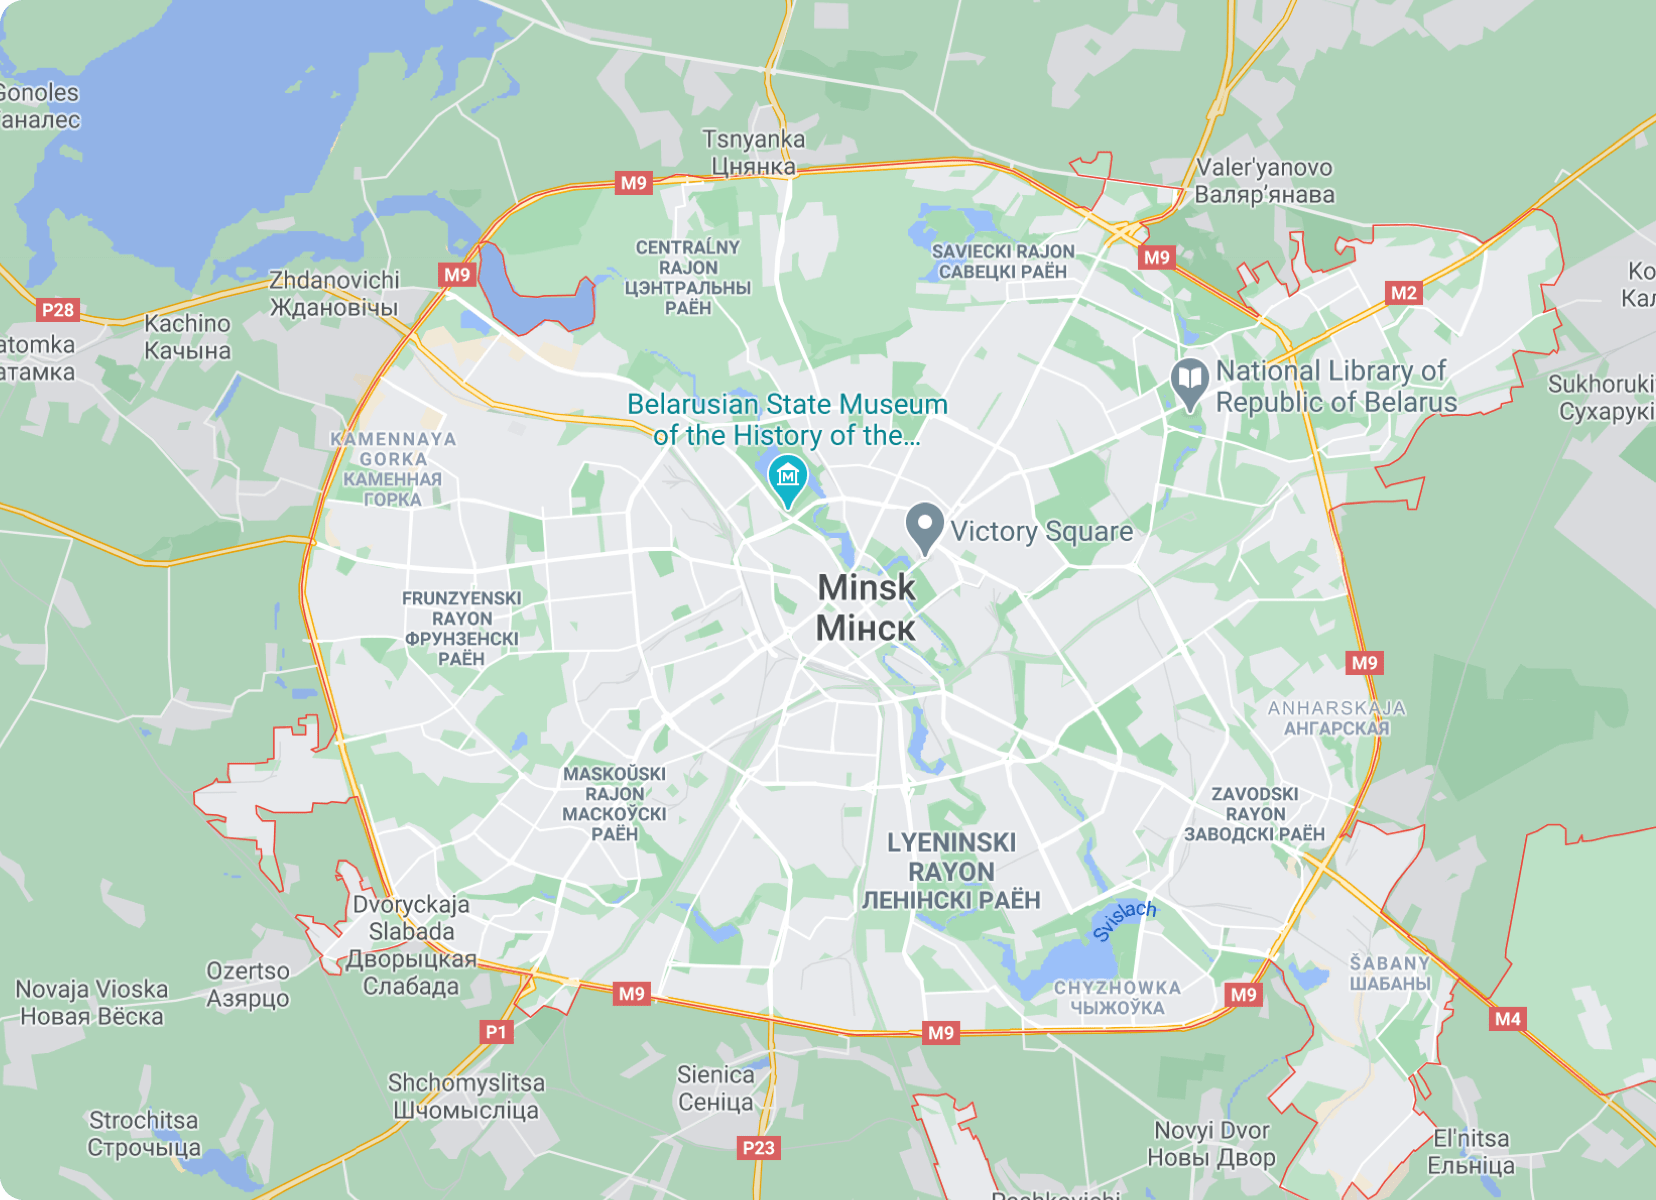 Gonoles
аналес
Tsnyanka
Цнянка
M9
Valer'yanovo
Валяр’янава
CENTRAĹNY
RAJON
ЦЭНТРАЛЬНЫ
РАЁН
SAVIECKI RAJON
САВЕЦКІ РАЁН
M9
M9
Zhdanovichi
Ждановічы
P28
Kachino
Качына
M2
atomka
атамка
Ko
Кал
National Library of
Republic of Belarus
Sukhoruki
Сухарукі
Belarusian State Museum
of the History of the...
KAMENNAYA
GORKA
КАМЕННАЯ
ГОРКА
Victory Square
Minsk
Мінск
FRUNZYENSKI
RAYON
ФРУНЗЕНСКІ
РАЁН
M9
ANHARSKAJA
АНГАРСКАЯ
MASKOŬSKI
RAJON
МАСКОЎСКІ
РАЁН
ZAVODSKI
RAYON
ЗАВОДСКІ РАЁН
LYENINSKI
RAYON
ЛЕНІНСКІ РАЁН
Svislach
Dvoryckaja
Slabada
Дворыцкая
Слабада
Ozertso
Азярцо
Novaja Vioska
Новая Вёска
M9
CHYZHOWKA
ЧЫЖОЎКА
M9
ŠABANY
ШАБАНЫ
P1
M9
M4
Shchomyslitsa
Шчомысліца
Sienica
Сеніца
Strochitsa
Строчыца
P23
Novyi Dvor
Новы Двор
El'nitsa
Ельніца